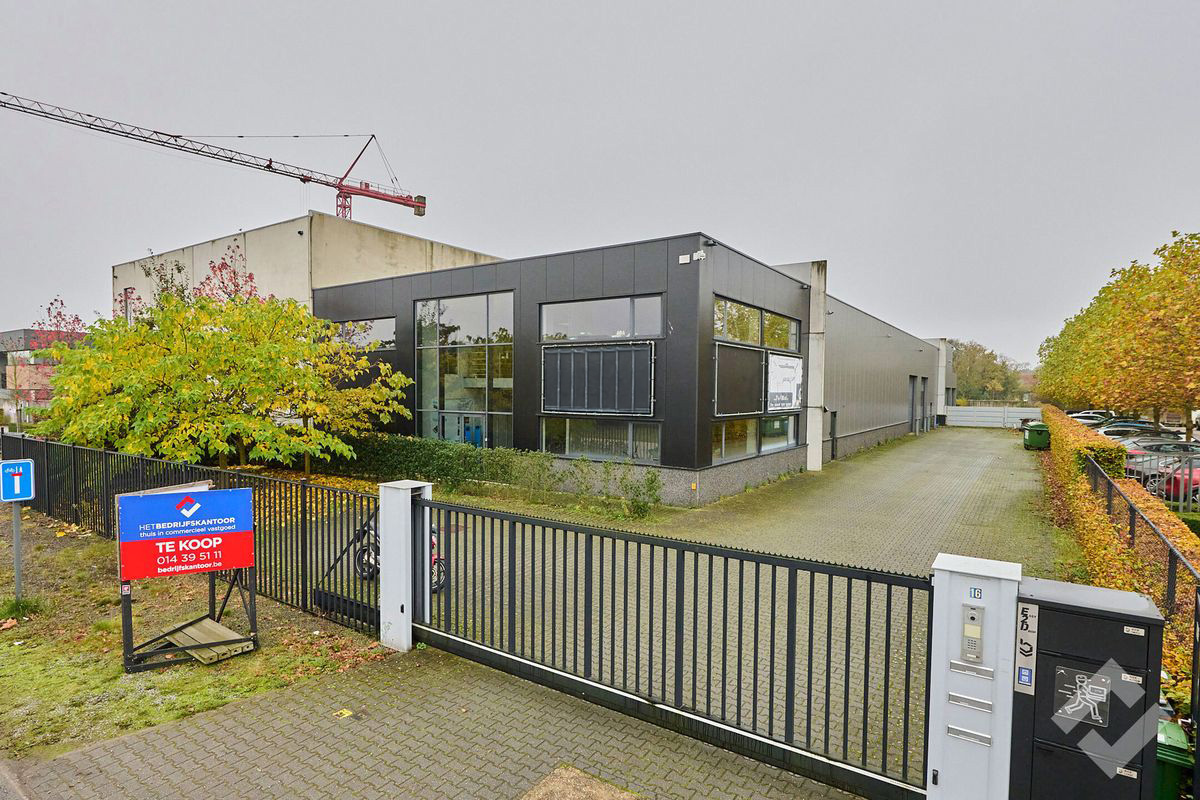 HETBEDRIJFSKANTOOR
thuis in commercieel vastgoed
TE KOOP
014 39 51 11
bedrijfskantoor.be
16